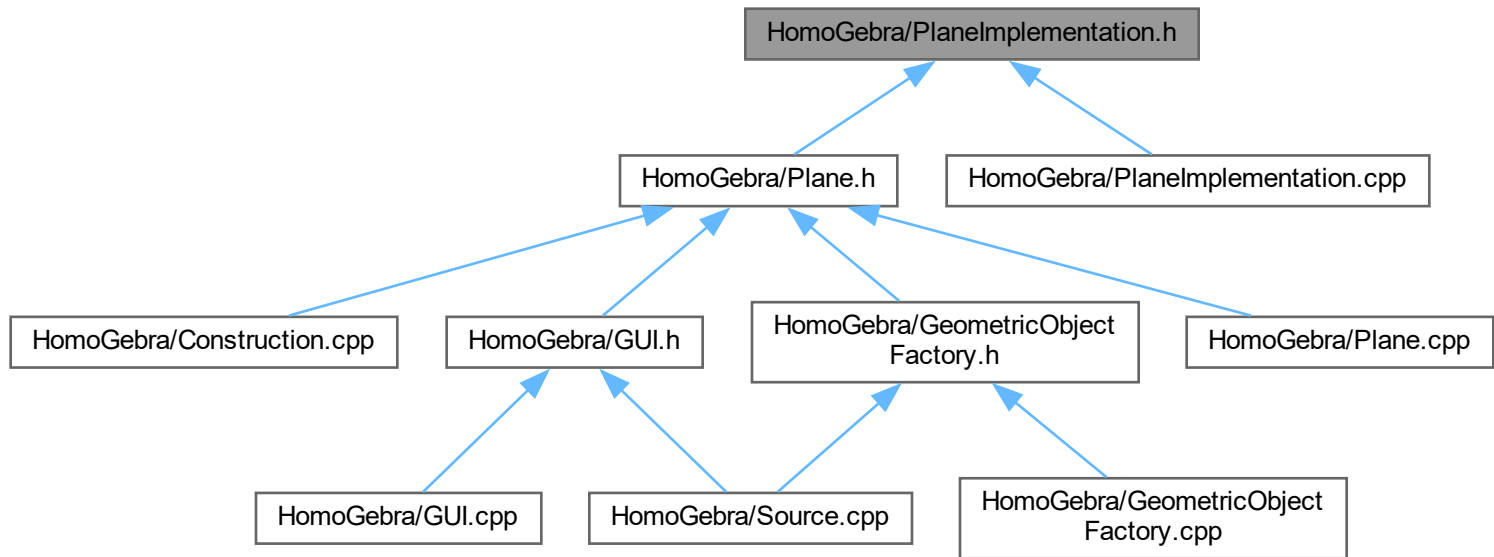 HomoGebra/PlaneImplementation.h
HomoGebra/Plane.h
HomoGebra/PlaneImplementation.cpp
HomoGebra/Construction.cpp
HomoGebra/GUI.h
HomoGebra/GeometricObject
Factory.h
HomoGebra/Plane.cpp
HomoGebra/GUI.cpp
HomoGebra/Source.cpp
HomoGebra/GeometricObject
Factory.cpp